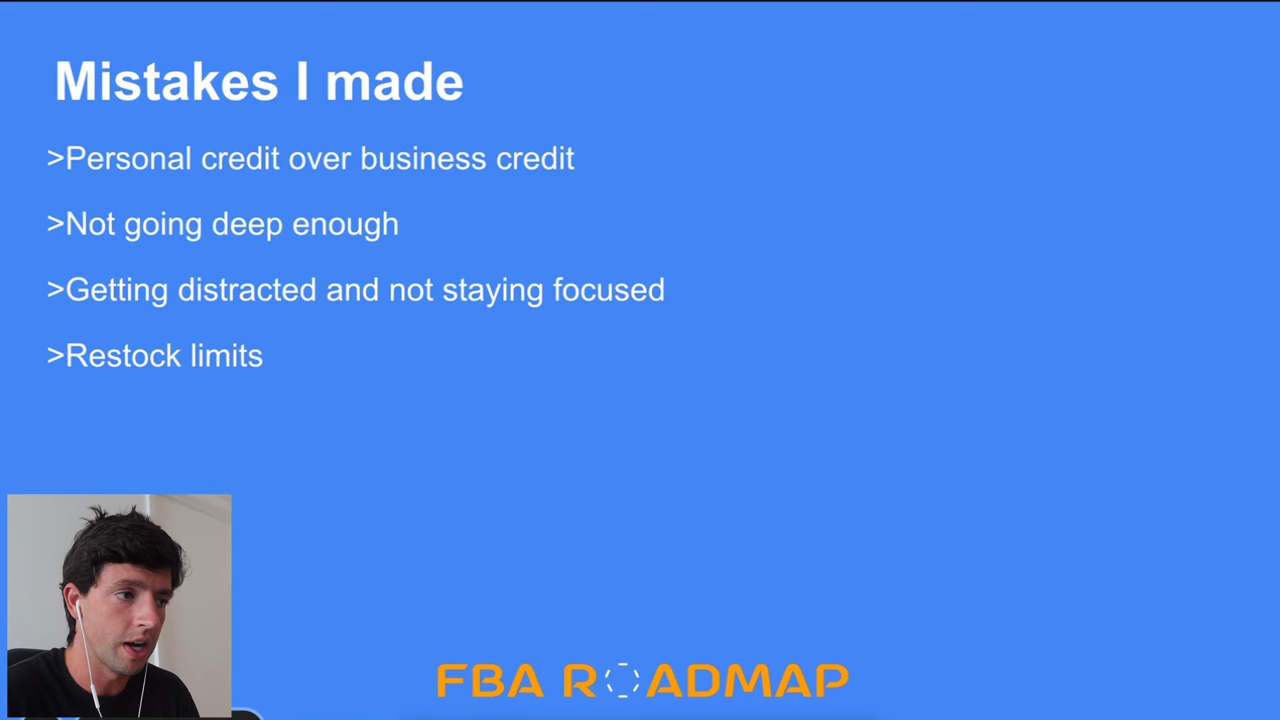 Mistakes I made
>Personal credit over business credit
>Not going deep enough
>Getting distracted and not staying focused
>Restock limits
FBA ROADMAP